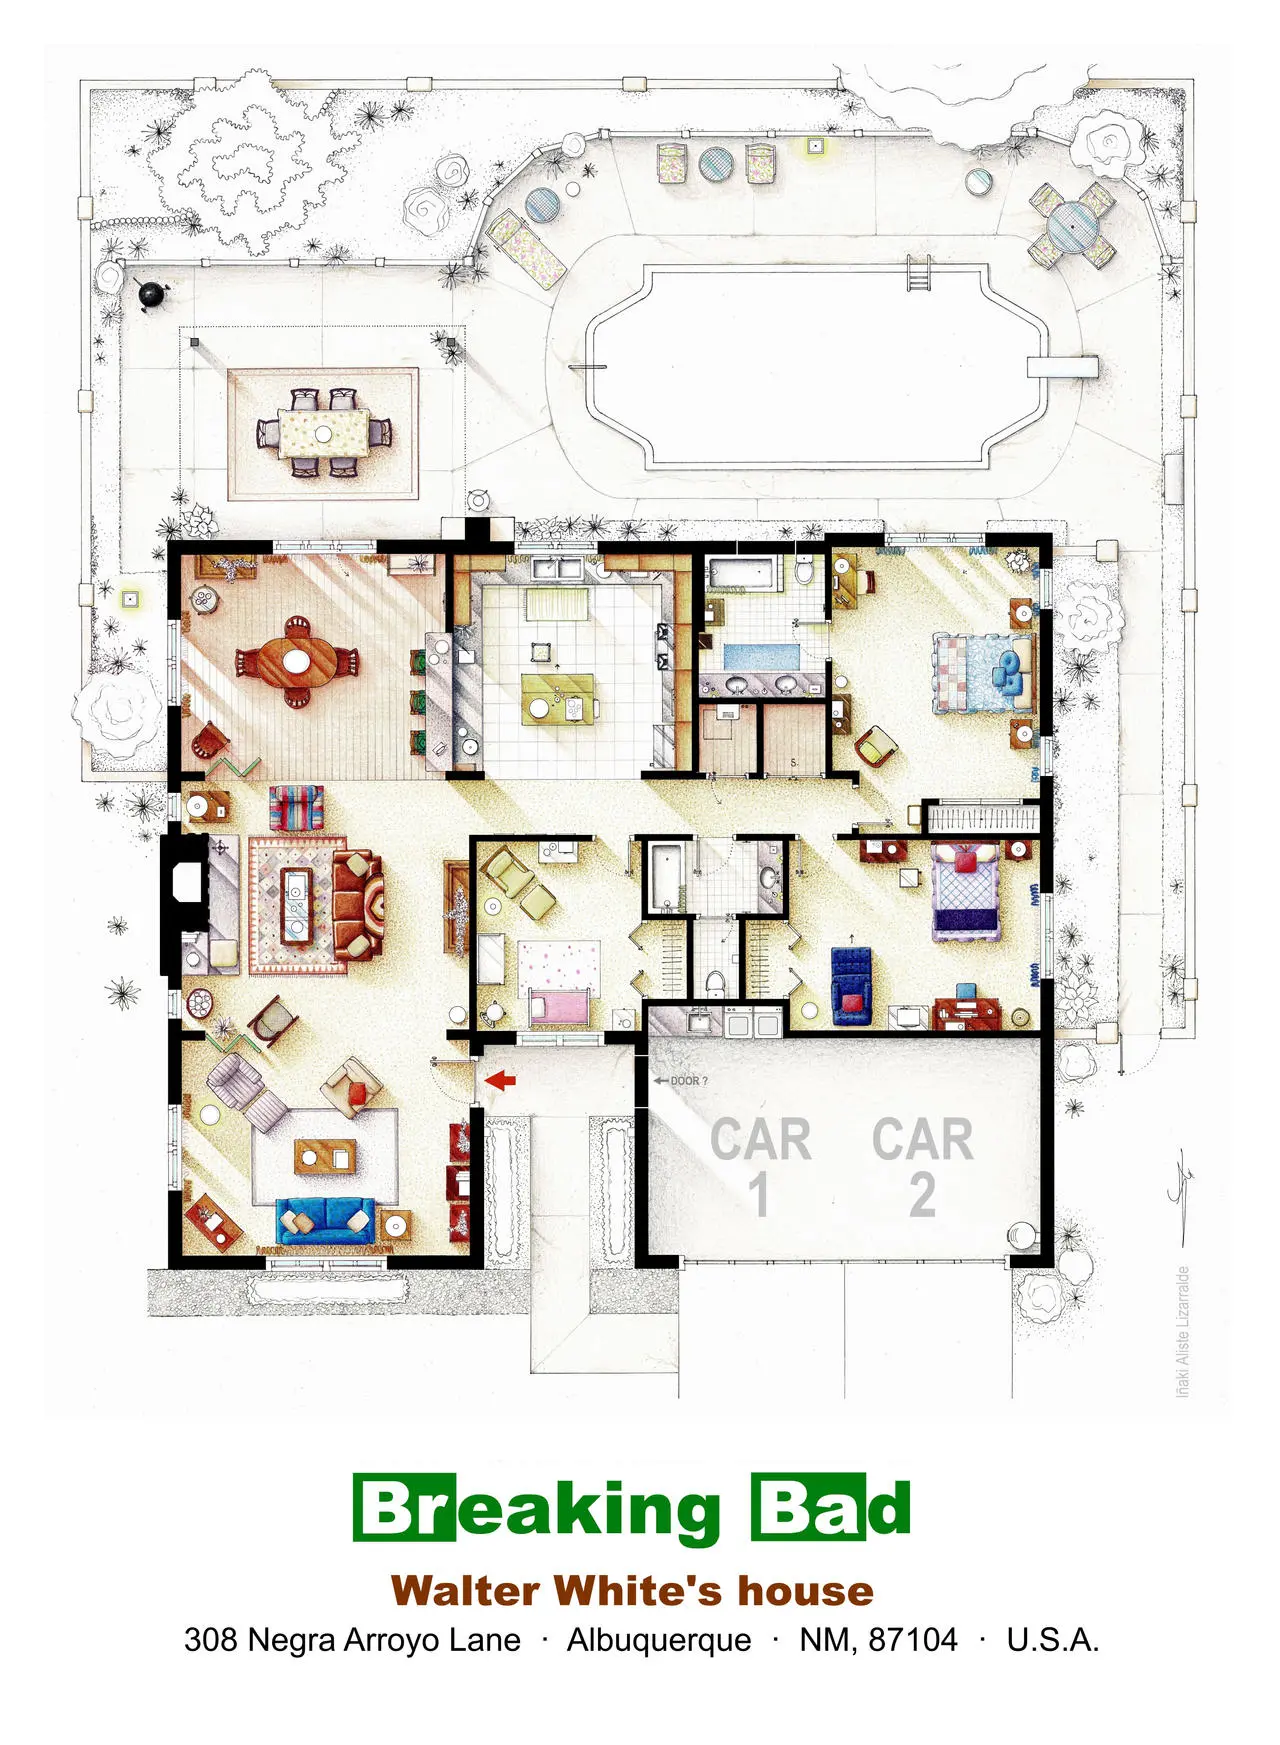 S.
← DOOR ?
CAR
1
CAR
2
Iñaki Aliste Lizarralde
Breaking Bad
Walter White's house
308 Negra Arroyo Lane · Albuquerque · NM, 87104 · U.S.A.